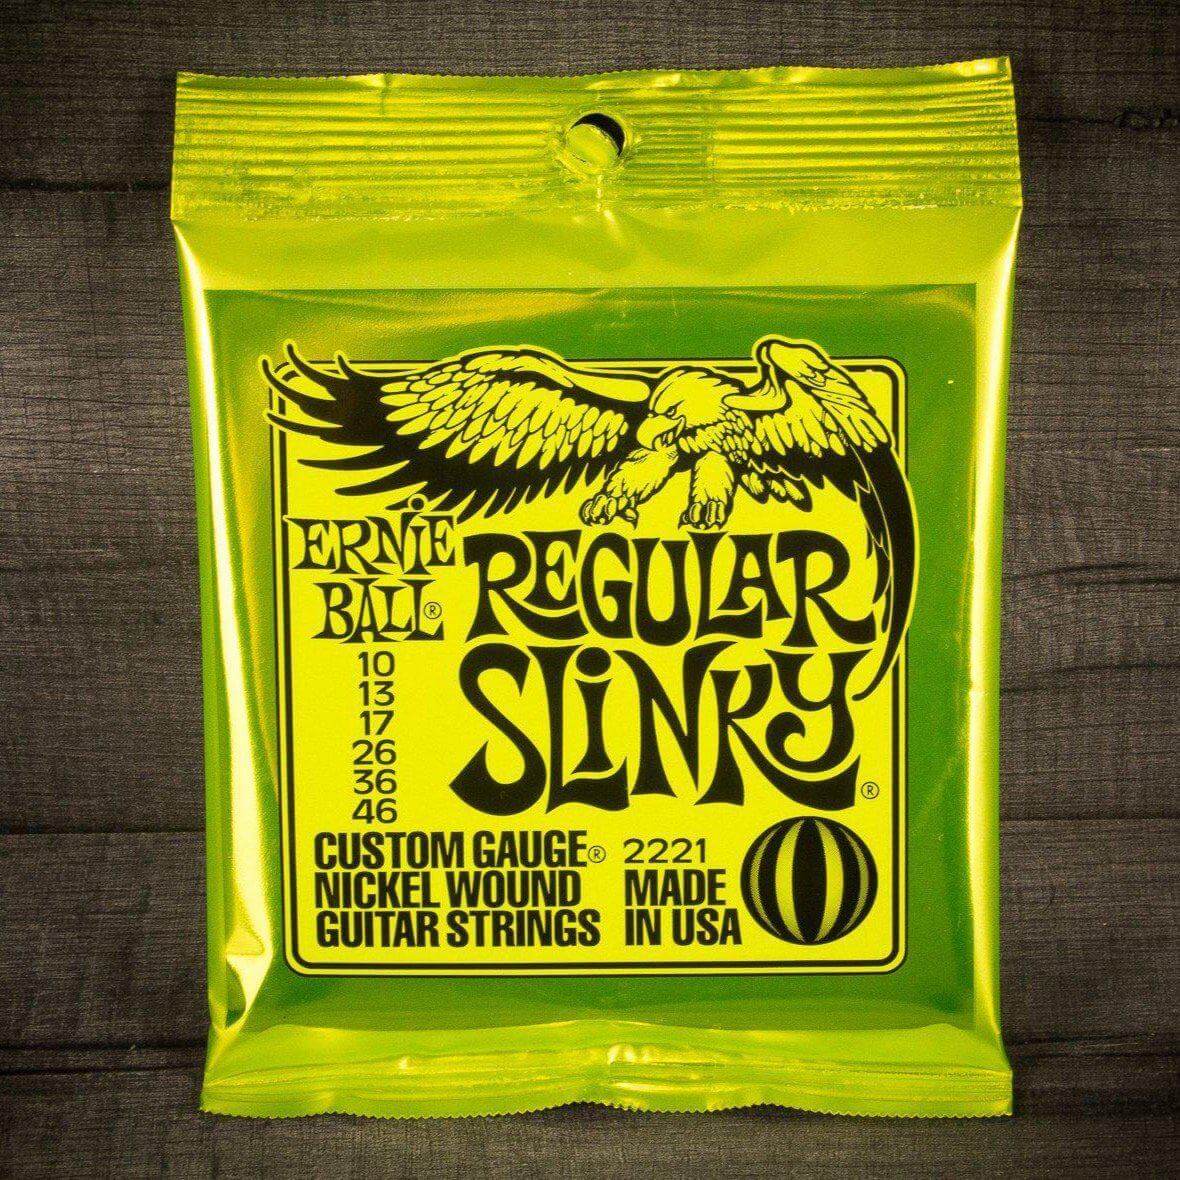 ERNiE
BALL®
REGULAR
SLiNKY®
10
13
17
26
36
46
CUSTOM GAUGE®
NICKEL WOUND
GUITAR STRINGS
2221
MADE
IN USA